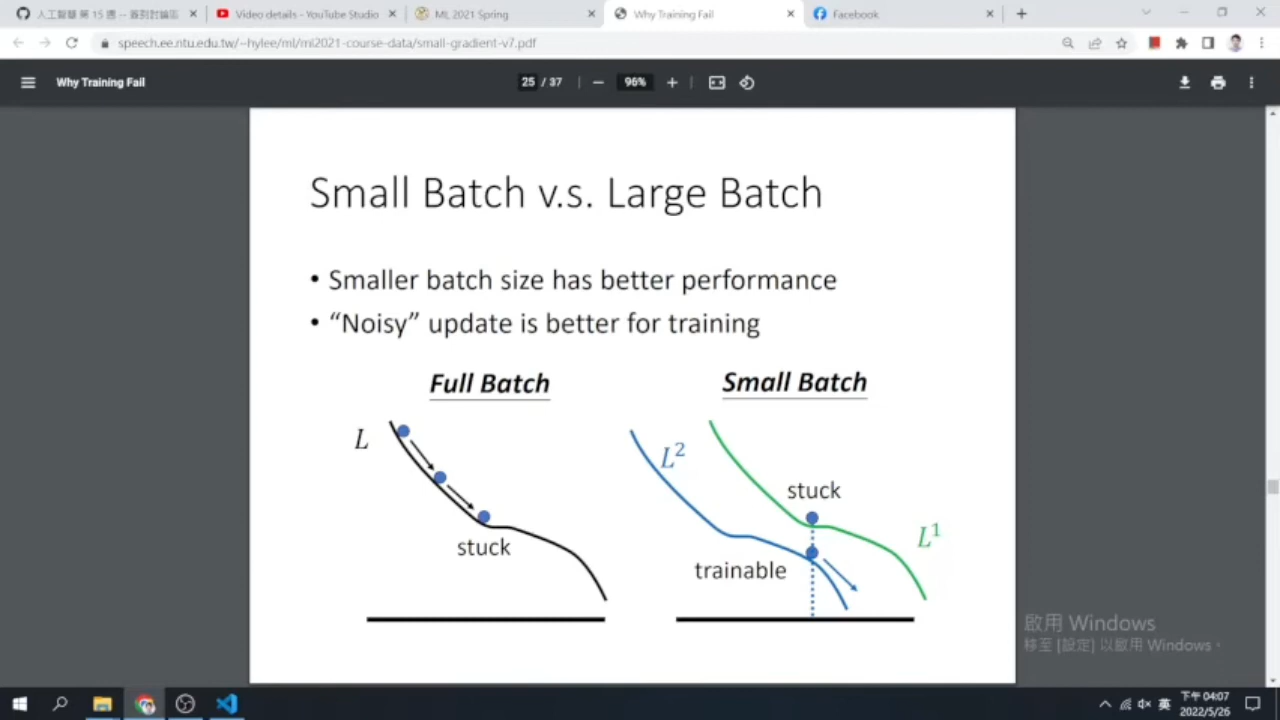 人工智慧 第 15 週 -- 簽到討論區
Video details - YouTube Studio
ML 2021 Spring
Why Training Fail
Facebook
speech.ee.ntu.edu.tw/~hylee/ml/ml2021-course-data/small-gradient-v7.pdf
Why Training Fail
25 / 37
96%
Small Batch v.s. Large Batch
• Smaller batch size has better performance
• “Noisy” update is better for training
Full Batch
Small Batch
L
L²
stuck
L¹
stuck
trainable
啟用 Windows
移至 [設定] 以啟用 Windows。
英
下午 04:07
2022/5/26